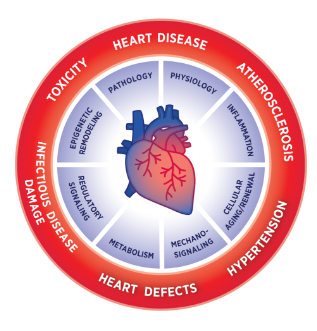 HEART DISEASE
ATHEROSCLEROSIS
HYPERTENSION
HEART DEFECTS
INFECTIOUS DISEASE
DAMAGE
TOXICITY
PATHOLOGY
PHYSIOLOGY
INFLAMMATION
CELLULAR
AGING/RENEWAL
MECHANO-
SIGNALING
METABOLISM
REGULATORY
SIGNALING
EPIGENETIC
REMODELING